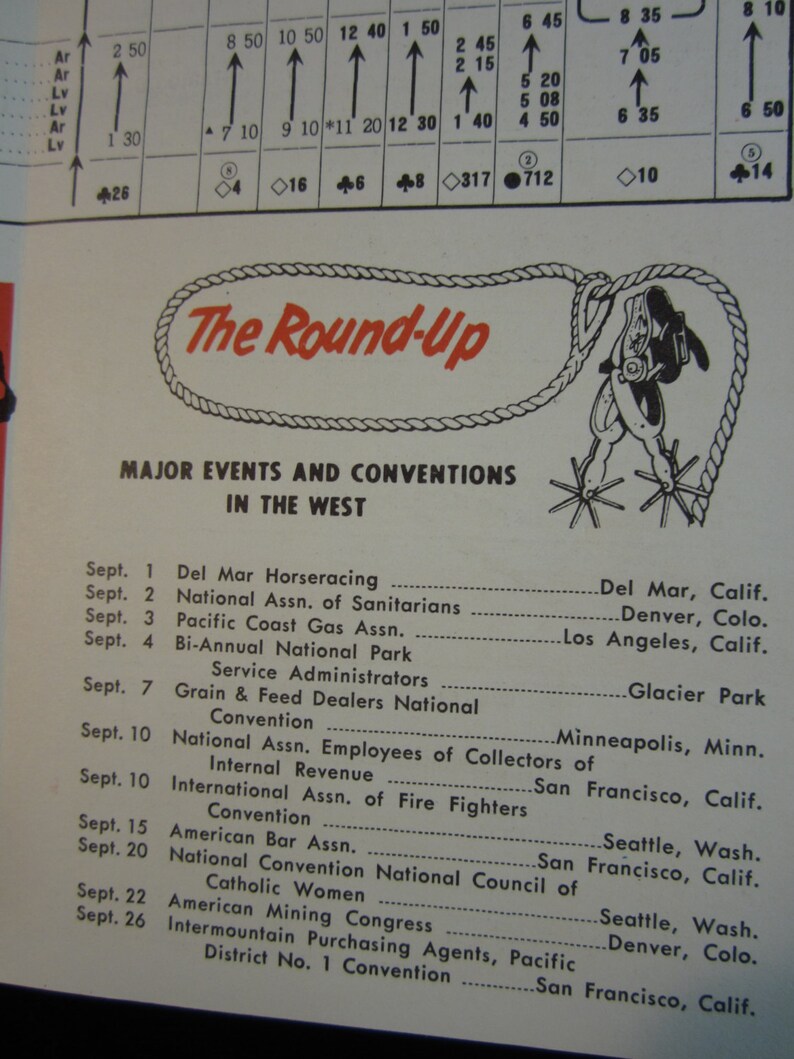 6 45 8 35 8 10
Ar 2 50 8 50 10 50 12 40 1 50 2 45 7 05
Ar 2 15
Lv 5 20
Lv 5 08
Ar ▲ 7 10 9 10 *11 20 12 30 1 40 4 50 6 35 6 50
Lv 1 30
⑧ ② ⑤
♣26 ◇4 ◇16 ♣6 ♣8 ◇317 ●712 ◇10 ♣14
The Round-Up
MAJOR EVENTS AND CONVENTIONS
IN THE WEST
Sept. 1 Del Mar Horseracing Del Mar, Calif.
Sept. 2 National Assn. of Sanitarians Denver, Colo.
Sept. 3 Pacific Coast Gas Assn. Los Angeles, Calif.
Sept. 4 Bi-Annual National Park
Service Administrators Glacier Park
Sept. 7 Grain & Feed Dealers National
Convention Minneapolis, Minn.
Sept. 10 National Assn. Employees of Collectors of
Internal Revenue San Francisco, Calif.
Sept. 10 International Assn. of Fire Fighters
Convention Seattle, Wash.
Sept. 15 American Bar Assn. San Francisco, Calif.
Sept. 20 National Convention National Council of
Catholic Women Seattle, Wash.
Sept. 22 American Mining Congress Denver, Colo.
Sept. 26 Intermountain Purchasing Agents, Pacific
District No. 1 Convention San Francisco, Calif.